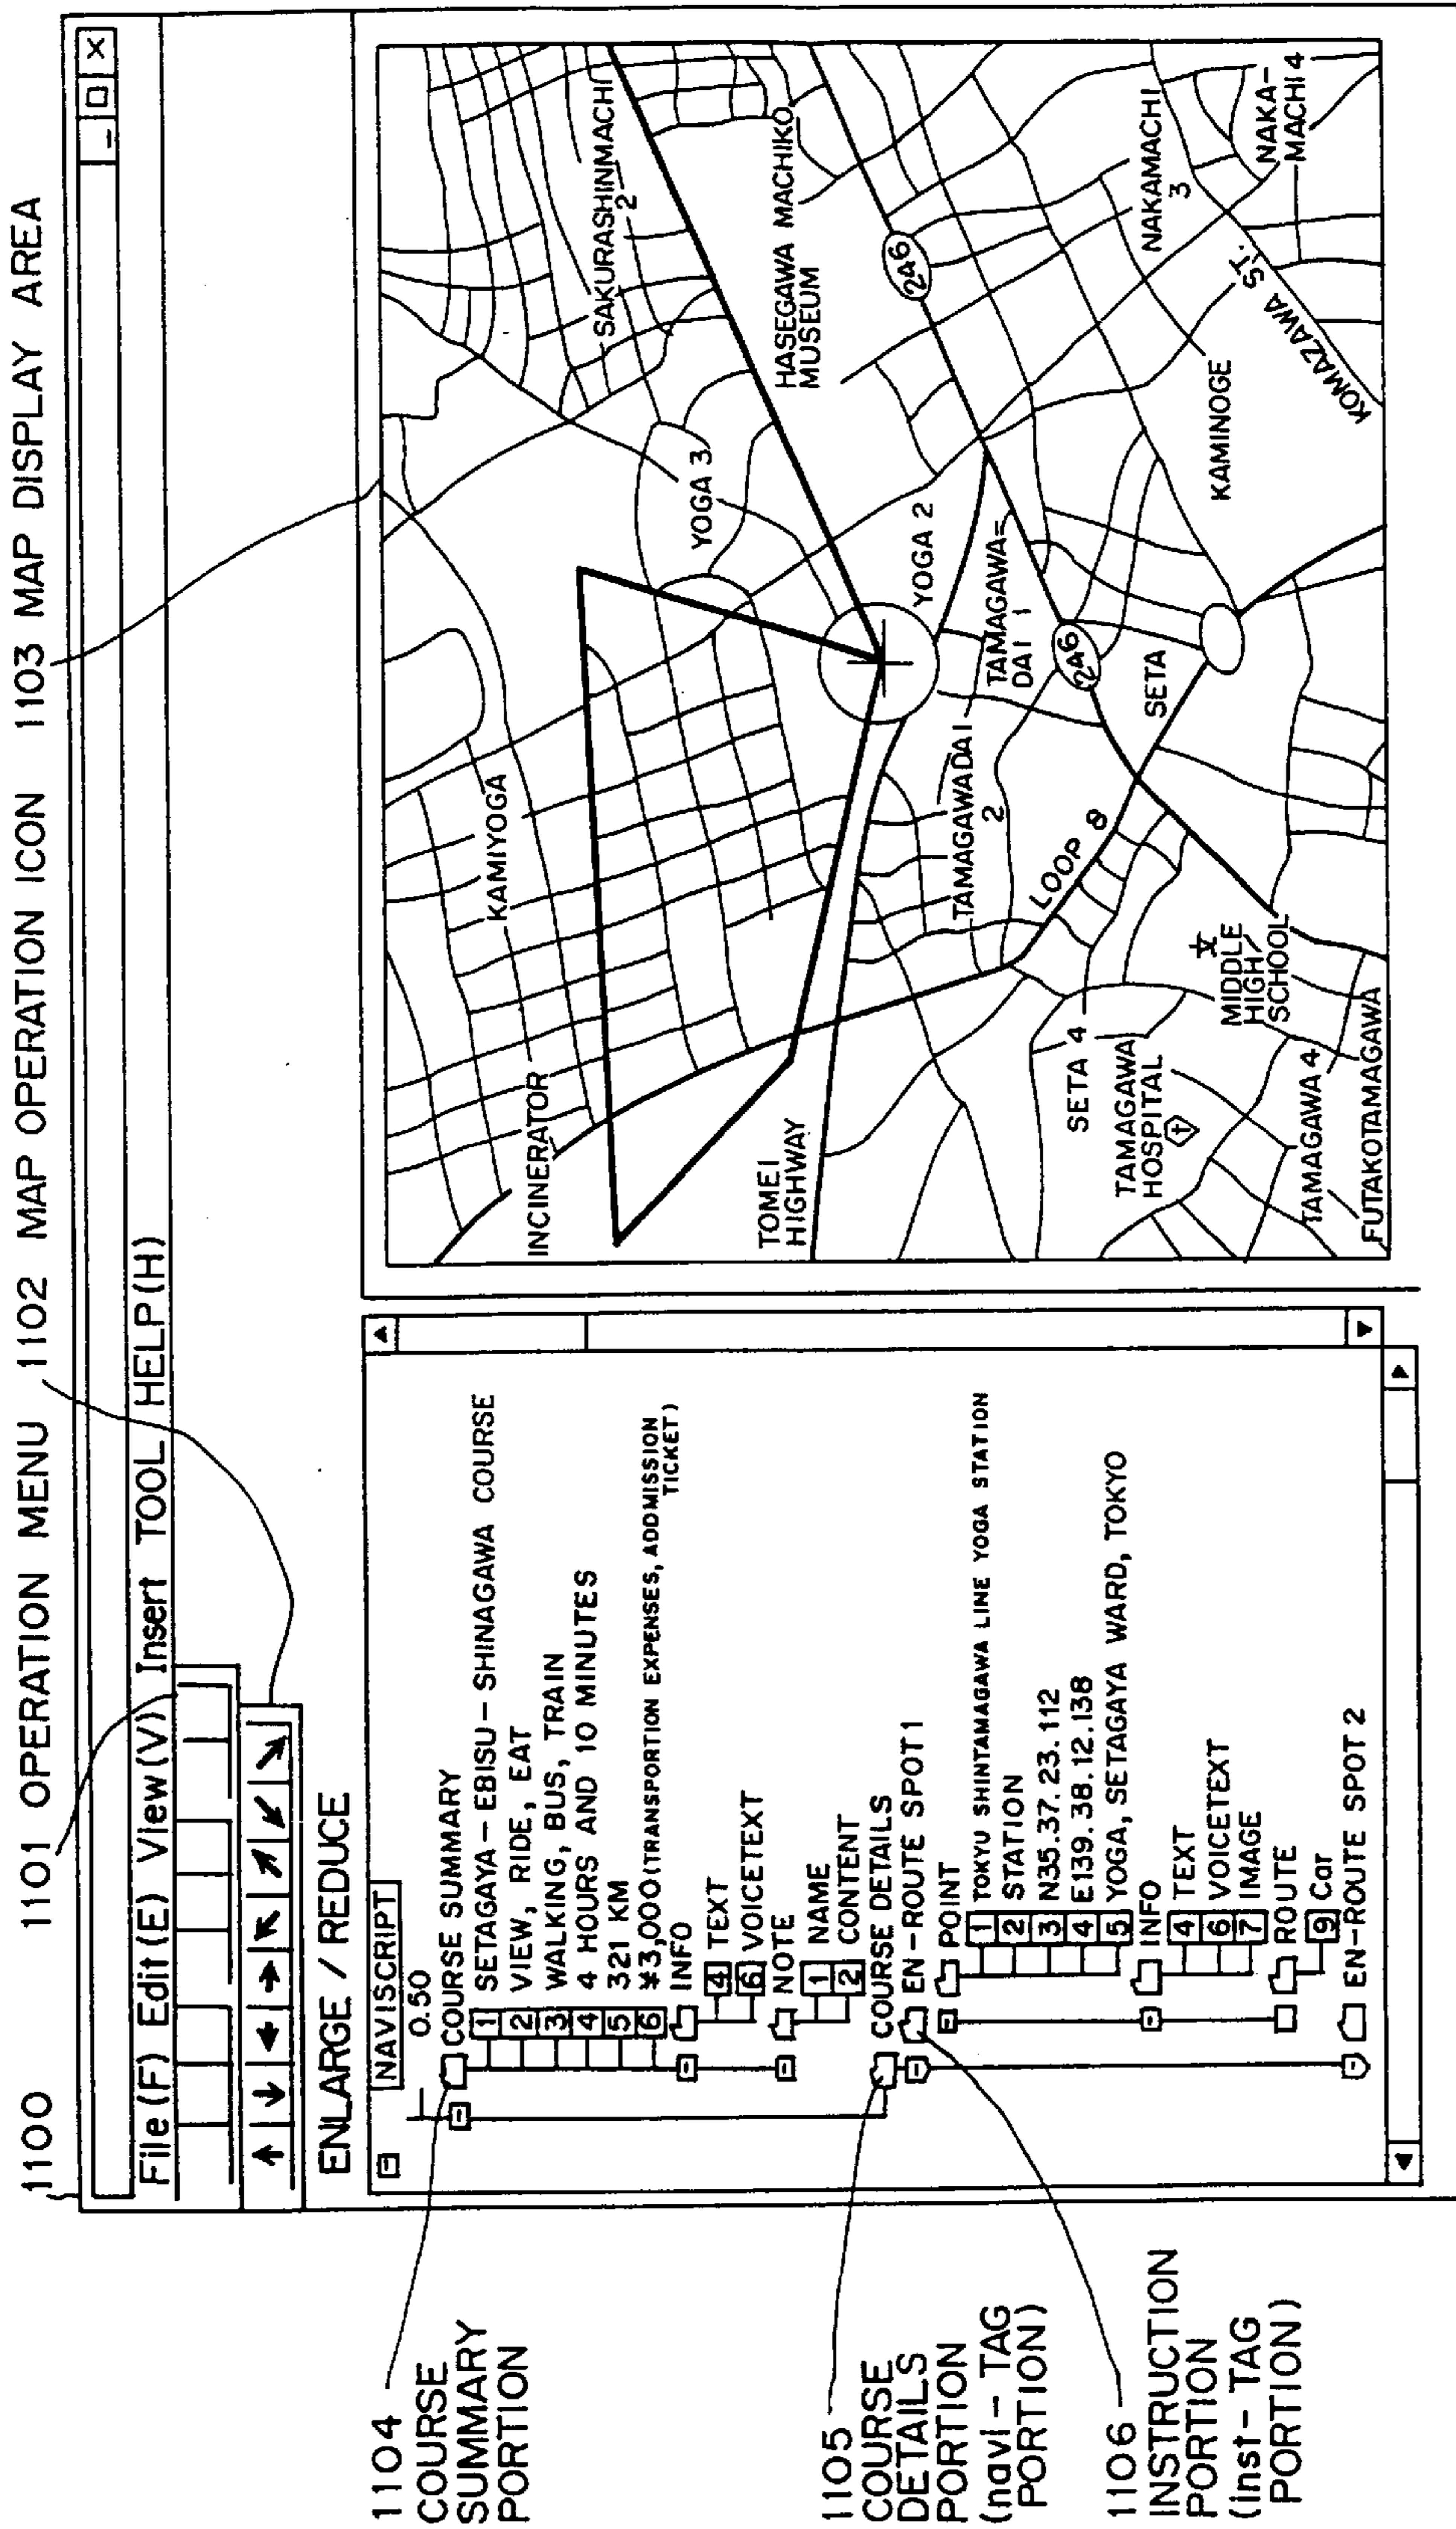 1100
1101 OPERATION MENU
1102 MAP OPERATION ICON
1103 MAP DISPLAY AREA
File (F) Edit (E) View (V) Insert TOOL HELP (H)
ENLARGE / REDUCE
NAVISCRIPT
0.50
COURSE SUMMARY
1 SETAGAYA - EBISU - SHINAGAWA COURSE
2 VIEW, RIDE, EAT
3 WALKING, BUS, TRAIN
4 4 HOURS AND 10 MINUTES
5 321 KM
6 ¥3,000 (TRANSPORTION EXPENSES, ADDMISSION
TICKET)
INFO
4 TEXT
6 VOICETEXT
NOTE
1 NAME
2 CONTENT
COURSE DETAILS
EN-ROUTE SPOT1
POINT
1 TOKYU SHINTAMAGAWA LINE YOGA STATION
2 STATION
3 N35.37.23.112
4 E139.38.12.138
5 YOGA, SETAGAYA WARD, TOKYO
INFO
4 TEXT
6 VOICETEXT
7 IMAGE
ROUTE
9 Car
EN-ROUTE SPOT 2
1104
COURSE
SUMMARY
PORTION
1105
COURSE
DETAILS
PORTION
(navi-TAG
PORTION)
1106
INSTRUCTION
PORTION
(inst-TAG
PORTION)
KAMIYOGA
INCINERATOR
SAKURASHINMACHI
2
YOGA 3
HASEGAWA MACHIKO
MUSEUM
TOMEI
HIGHWAY
YOGA 2
246
TAMAGAWADAI
2
TAMAGAWA=
DAI 1
246
LOOP 8
SETA
SETA 4
TAMAGAWA
HOSPITAL
MIDDLE
HIGH
SCHOOL
文
KAMINOGE
NAKAMACHI
3
NAKA-
MACHI 4
KOMAZAWA ST.
TAMAGAWA 4
FUTAKOTAMAGAWA